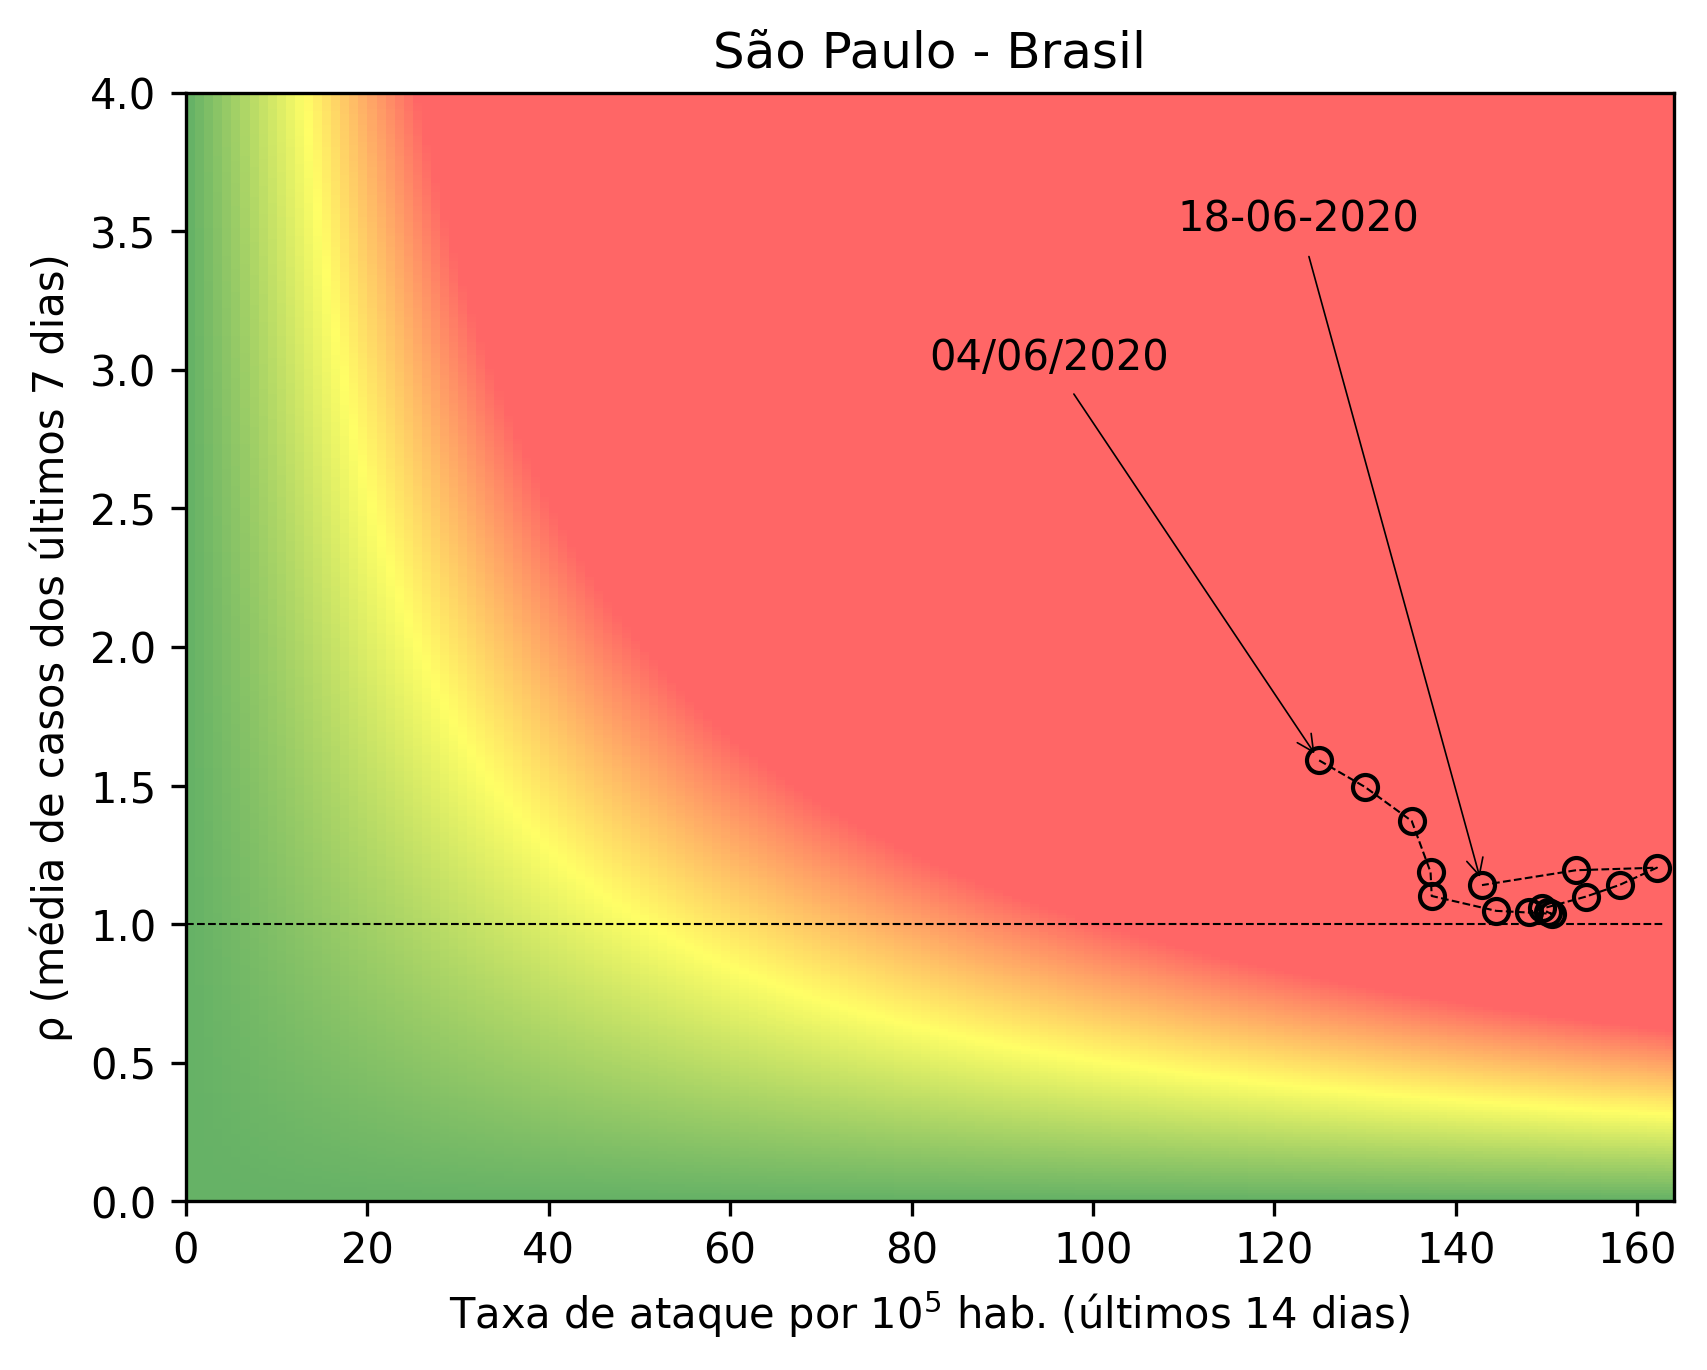 São Paulo - Brasil
4.0
3.5
3.0
2.5
2.0
1.5
1.0
0.5
0.0
ρ (média de casos dos últimos 7 dias)
18-06-2020
04/06/2020
0 20 40 60 80 100 120 140 160
Taxa de ataque por 10⁵ hab. (últimos 14 dias)